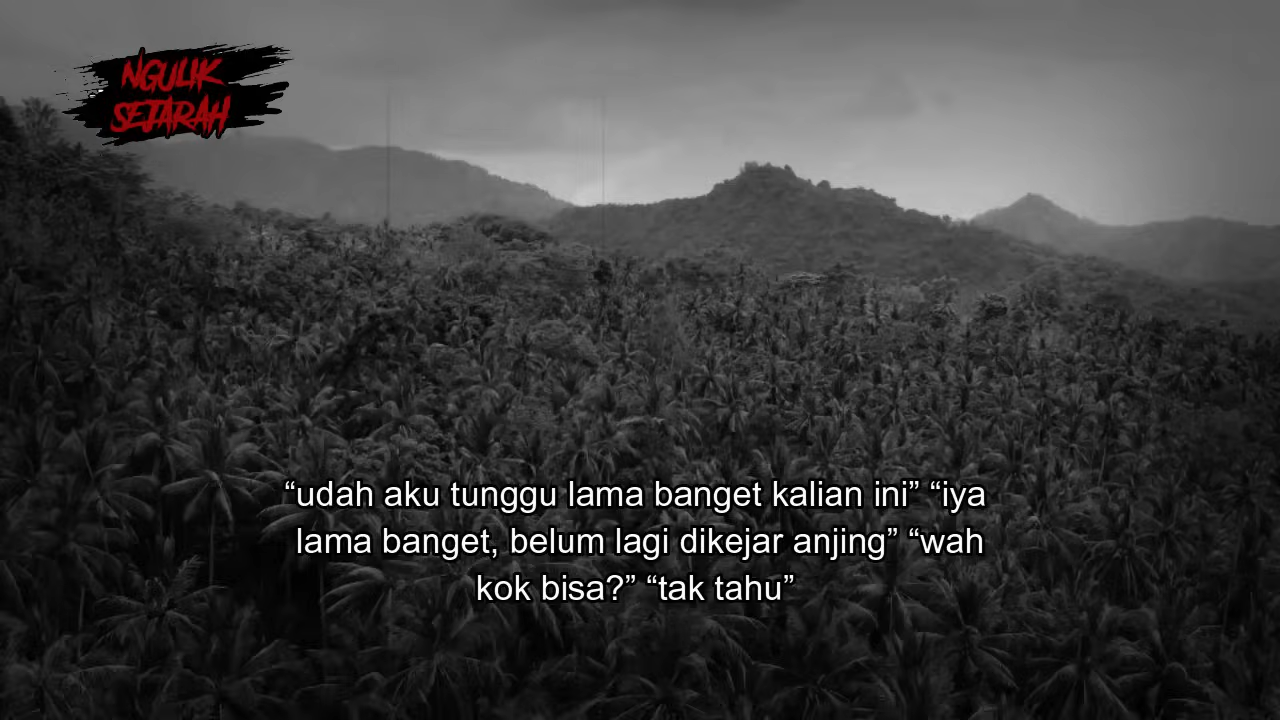 NGULIK
SEJARAH
“udah aku tunggu lama banget kalian ini” “iya
lama banget, belum lagi dikejar anjing” “wah
kok bisa?” “tak tahu”